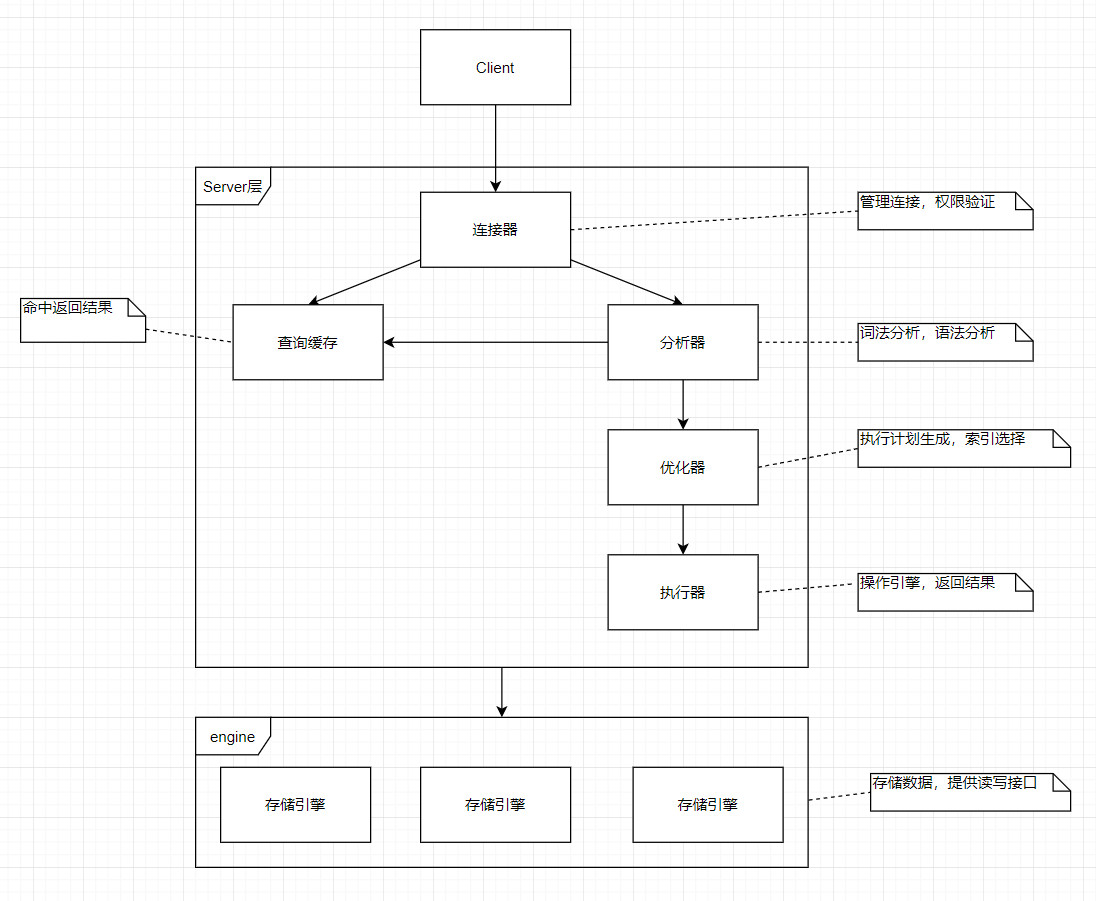 Client
Server层
连接器
管理连接，权限验证
命中返回结果
查询缓存
分析器
词法分析，语法分析
优化器
执行计划生成，索引选择
执行器
操作引擎，返回结果
engine
存储引擎
存储引擎
存储引擎
存储数据，提供读写接口